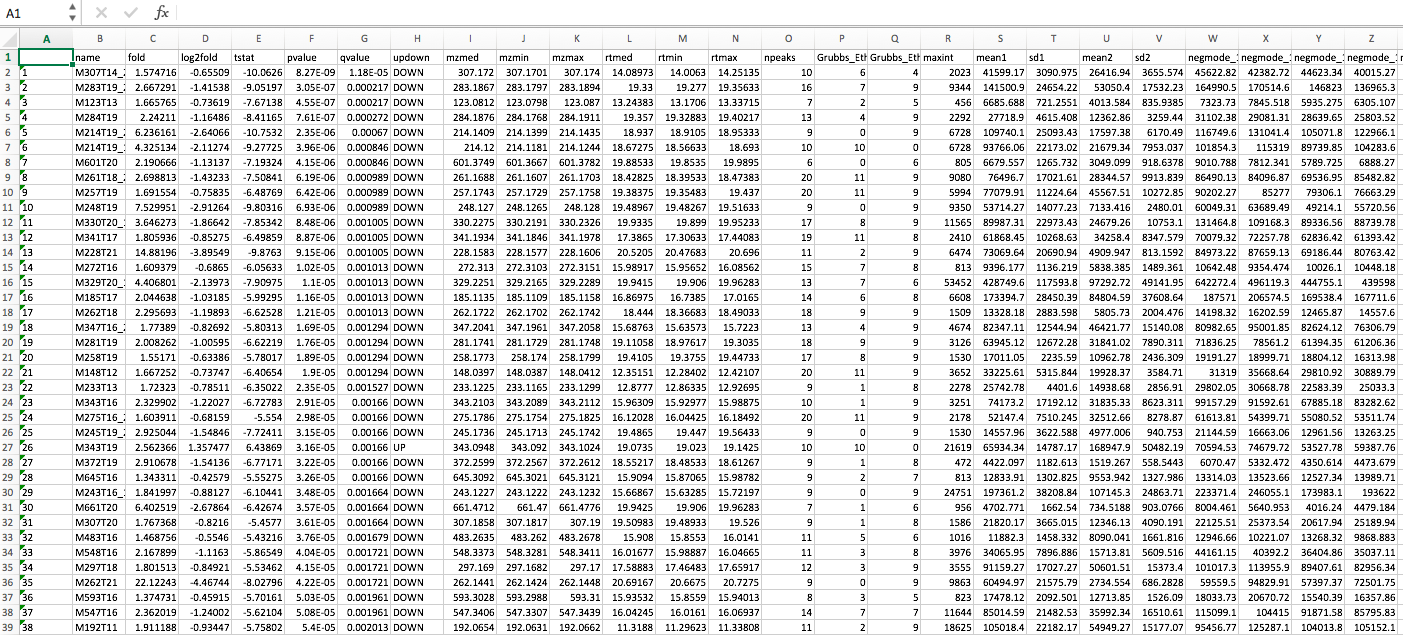 A1 fx
A B C D E F G H I J K L M N O P Q R S T U V W X Y Z
1 name fold log2fold tstat pvalue qvalue updown mzmed mzmin mzmax rtmed rtmin rtmax npeaks Grubbs_Eth Grubbs_Eth maxint mean1 sd1 mean2 sd2 negmode_ negmode_ negmode_ negmode_
2 1 M307T14_ 1.574716 -0.65509 -10.0626 8.27E-09 1.18E-05 DOWN 307.172 307.1701 307.174 14.08973 14.0063 14.25135 10 6 4 2023 41599.17 3090.975 26416.94 3655.574 45622.82 42382.72 44623.34 40015.27
3 2 M283T19_ 2.667291 -1.41538 -9.05197 3.05E-07 0.000217 DOWN 283.1867 283.1797 283.1894 19.33 19.277 19.35633 16 7 9 9344 141500.9 24654.22 53050.4 17532.23 164990.5 170514.6 146823 136965.3
4 3 M123T13 1.665765 -0.73619 -7.67138 4.55E-07 0.000217 DOWN 123.0812 123.0798 123.087 13.24383 13.1706 13.33715 7 2 5 456 6685.688 721.2551 4013.584 835.9385 7323.73 7845.518 5935.275 6305.107
5 4 M284T19 2.24211 -1.16486 -8.41165 7.61E-07 0.000272 DOWN 284.1876 284.1768 284.1911 19.357 19.32883 19.40217 13 4 9 2292 27718.9 4615.408 12362.86 3259.44 31102.38 29081.31 28639.65 25803.52
6 5 M214T19_ 6.236161 -2.64066 -10.7532 2.35E-06 0.00067 DOWN 214.1409 214.1399 214.1435 18.937 18.9105 18.95333 9 0 9 6728 109740.1 25093.43 17597.38 6170.49 116749.6 131041.4 105071.8 122966.1
7 6 M214T19_ 4.325134 -2.11274 -9.27725 3.96E-06 0.000846 DOWN 214.12 214.1181 214.1244 18.67275 18.56633 18.693 10 10 0 6728 93766.06 22173.02 21679.34 7953.037 101854.3 115319 89739.85 104283.6
8 7 M601T20 2.190666 -1.13137 -7.19324 4.15E-06 0.000846 DOWN 601.3749 601.3667 601.3782 19.88533 19.8535 19.9895 6 0 6 805 6679.557 1265.732 3049.099 918.6378 9010.788 7812.341 5789.725 6888.27
9 8 M261T18_ 2.698813 -1.43233 -7.50841 6.19E-06 0.000989 DOWN 261.1688 261.1607 261.1703 18.42825 18.39533 18.47383 20 11 9 9080 76496.7 17021.61 28344.57 9913.839 86490.13 84096.87 69536.95 85482.82
10 9 M257T19 1.691554 -0.75835 -6.48769 6.42E-06 0.000989 DOWN 257.1743 257.1729 257.1758 19.38375 19.35483 19.437 20 11 9 5994 77079.91 11224.64 45567.51 10272.85 90202.27 85277 79306.1 76663.29
11 10 M248T19 7.529951 -2.91264 -9.80316 6.93E-06 0.000989 DOWN 248.127 248.1265 248.128 19.48967 19.48267 19.51633 9 0 9 9350 53714.27 14077.23 7133.416 2480.01 60049.31 63689.49 49214.1 55720.56
12 11 M330T20_ 3.646273 -1.86642 -7.85342 8.48E-06 0.001005 DOWN 330.2275 330.2191 330.2326 19.9335 19.899 19.95233 17 8 9 11565 89987.31 22973.43 24679.26 10753.1 131464.8 109168.3 89336.56 88739.78
13 12 M341T17 1.805936 -0.85275 -6.49859 8.87E-06 0.001005 DOWN 341.1934 341.1846 341.1978 17.3865 17.30633 17.44083 19 11 8 2410 61868.45 10268.63 34258.4 8347.579 70079.32 72257.78 62836.42 61393.42
14 13 M228T21 14.88196 -3.89549 -9.8763 9.15E-06 0.001005 DOWN 228.1583 228.1577 228.1606 20.5205 20.47683 20.696 11 2 9 6474 73069.64 20690.94 4909.947 813.1592 84973.22 87659.13 69186.44 80763.42
15 14 M272T16 1.609379 -0.6865 -6.05633 1.02E-05 0.001013 DOWN 272.313 272.3103 272.3151 15.98917 15.95652 16.08562 15 7 8 813 9396.177 1136.219 5838.385 1489.361 10642.48 9354.474 10026.1 10448.18
16 15 M329T20_ 4.406801 -2.13973 -7.90975 1.1E-05 0.001013 DOWN 329.2251 329.2165 329.2289 19.9415 19.906 19.96283 13 7 6 53452 428749.6 117593.8 97292.72 49141.95 642272.4 496119.3 444755.1 439598
17 16 M185T17 2.044638 -1.03185 -5.99295 1.16E-05 0.001013 DOWN 185.1135 185.1109 185.1158 16.86975 16.7385 17.0165 14 6 8 6608 173394.7 28450.39 84804.59 37608.64 187571 206574.5 169538.4 167711.6
18 17 M262T18 2.295693 -1.19893 -6.62528 1.21E-05 0.001013 DOWN 262.1722 262.1702 262.1742 18.444 18.36683 18.49033 18 9 9 1509 13328.18 2883.598 5805.73 2004.476 14198.32 16202.59 12465.87 14557.6
19 18 M347T16_ 1.77389 -0.82692 -5.80313 1.69E-05 0.001294 DOWN 347.2041 347.1961 347.2058 15.68763 15.63573 15.7223 13 4 9 4674 82347.11 12544.94 46421.77 15140.08 80982.65 95001.85 82624.12 76306.79
20 19 M281T19 2.008262 -1.00595 -6.62219 1.76E-05 0.001294 DOWN 281.1741 281.1729 281.1748 19.11058 18.97617 19.3035 18 9 9 3126 63945.12 12672.28 31841.02 7890.311 71836.25 78561.2 61394.35 61206.36
21 20 M258T19 1.55171 -0.63386 -5.78017 1.89E-05 0.001294 DOWN 258.1773 258.174 258.1799 19.4105 19.3755 19.44733 17 8 9 1530 17011.05 2235.59 10962.78 2436.309 19191.27 18999.71 18804.12 16313.98
22 21 M148T12 1.667252 -0.73747 -6.40654 1.9E-05 0.001294 DOWN 148.0397 148.0387 148.0412 12.35151 12.28402 12.42107 20 11 9 3652 33225.61 5315.844 19928.37 3584.71 31319 35668.64 29810.92 30889.79
23 22 M233T13 1.72323 -0.78511 -6.35022 2.35E-05 0.001527 DOWN 233.1225 233.1165 233.1299 12.8777 12.86335 12.92695 9 1 8 2278 25742.78 4401.6 14938.68 2856.91 29802.05 30668.78 22583.39 25033.3
24 23 M343T16 2.329902 -1.22027 -6.72783 2.91E-05 0.00166 DOWN 343.2103 343.2089 343.2112 15.96309 15.92977 15.98875 10 1 9 3251 74173.2 17192.12 31835.33 8623.311 99157.29 91592.61 67885.18 83282.62
25 24 M275T16_ 1.603911 -0.68159 -5.554 2.98E-05 0.00166 DOWN 275.1786 275.1754 275.1825 16.12028 16.04425 16.18492 20 11 9 2178 52147.4 7510.245 32512.66 8278.87 61613.81 54399.71 55080.52 53511.74
26 25 M245T19_ 2.925044 -1.54846 -7.72411 3.15E-05 0.00166 DOWN 245.1736 245.1713 245.1742 19.4865 19.447 19.56433 9 0 9 1530 14557.96 3622.588 4977.006 940.753 21144.59 16663.06 12961.56 13263.25
27 26 M343T19 2.562366 1.357477 6.43869 3.16E-05 0.00166 UP 343.0948 343.092 343.1024 19.0735 19.023 19.1425 10 10 0 21619 65934.34 14787.17 168947.9 50482.19 70594.53 74679.72 53527.78 59387.76
28 27 M372T19 2.910678 -1.54136 -6.77171 3.22E-05 0.00166 DOWN 372.2599 372.2567 372.2612 18.55217 18.48533 18.61267 9 1 8 472 4422.097 1182.613 1519.267 558.5443 6070.47 5332.472 4350.614 4473.679
29 28 M645T16 1.343311 -0.42579 -5.55275 3.26E-05 0.00166 DOWN 645.3092 645.3021 645.3121 15.9094 15.87065 15.98782 9 2 7 813 12833.91 1302.825 9553.942 1327.986 13314.03 13523.66 12527.34 13989.71
30 29 M243T16_ 1.841997 -0.88127 -6.10441 3.48E-05 0.001664 DOWN 243.1227 243.1222 243.1232 15.66867 15.63285 15.72197 9 0 9 24751 197361.2 38208.84 107145.3 24863.71 223371.4 246055.1 173983.1 193622
31 30 M661T20 6.402519 -2.67864 -6.42674 3.57E-05 0.001664 DOWN 661.4712 661.47 661.4776 19.9425 19.906 19.96283 7 1 6 956 4702.771 1662.54 734.5188 903.0766 8004.461 5640.953 4016.24 4479.184
32 31 M307T20 1.767368 -0.8216 -5.4577 3.61E-05 0.001664 DOWN 307.1858 307.1817 307.19 19.50983 19.48933 19.526 9 1 8 1586 21820.17 3665.015 12346.13 4090.191 22125.51 25373.54 20617.94 25189.94
33 32 M483T16 1.468756 -0.5546 -5.43216 3.76E-05 0.001679 DOWN 483.2635 483.262 483.2678 15.908 15.8553 16.0141 11 5 6 1016 11882.3 1458.332 8090.041 1661.816 12946.66 10221.07 13268.32 9868.883
34 33 M548T16 2.167899 -1.1163 -5.86549 4.04E-05 0.001721 DOWN 548.3373 548.3281 548.3411 16.01677 15.98887 16.04665 11 3 8 3976 34065.95 7896.886 15713.81 5609.516 44161.15 40392.2 36404.86 35037.11
35 34 M297T18 1.801513 -0.84921 -5.53462 4.15E-05 0.001721 DOWN 297.169 297.1682 297.17 17.58883 17.46483 17.65917 12 3 9 3555 91159.27 17027.27 50601.51 15373.4 101017.3 113955.9 89407.61 82956.34
36 35 M262T21 22.12243 -4.46744 -8.02796 4.22E-05 0.001721 DOWN 262.1441 262.1424 262.1448 20.69167 20.6675 20.7275 9 0 9 9863 60494.97 21575.79 2734.554 686.2828 59559.5 94829.91 57397.37 72501.75
37 36 M593T16 1.374731 -0.45915 -5.70161 5.03E-05 0.001961 DOWN 593.3028 593.2988 593.31 15.93532 15.8559 15.94013 8 3 5 823 17478.12 2092.501 12713.85 1526.09 18033.73 20670.72 15540.39 16357.86
38 37 M547T16 2.362019 -1.24002 -5.62104 5.08E-05 0.001961 DOWN 547.3406 547.3307 547.3439 16.04245 16.0161 16.06937 14 7 7 11644 85014.59 21482.53 35992.34 16510.61 115099.1 104415 91871.58 85795.83
39 38 M192T11 1.911188 -0.93447 -5.75802 5.4E-05 0.002013 DOWN 192.0654 192.0631 192.0662 11.3188 11.29623 11.33808 11 2 9 18625 105018.4 22182.17 54949.27 15177.07 95456.77 125287.1 104013.8 105152.1